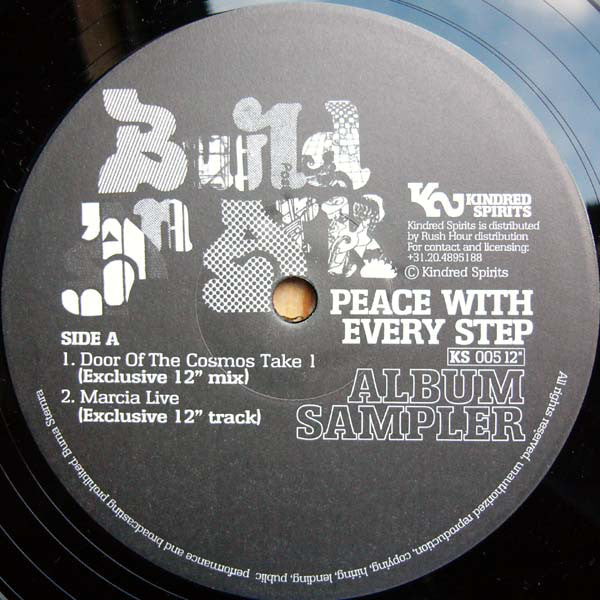 Build
An
Ark
KINDRED
SPIRITS
Kindred Spirits is distributed
by Rush Hour distribution
For contact and licensing:
+31.20.4895188
© Kindred Spirits
PEACE WITH
EVERY STEP
KS 005 12"
ALBUM
SAMPLER
SIDE A
1. Door Of The Cosmos Take 1
(Exclusive 12” mix)
2. Marcia Live
(Exclusive 12” track)
All rights reserved, unauthorized reproduction, copying, hiring, lending, public performance and broadcasting prohibited. Buma Stemra